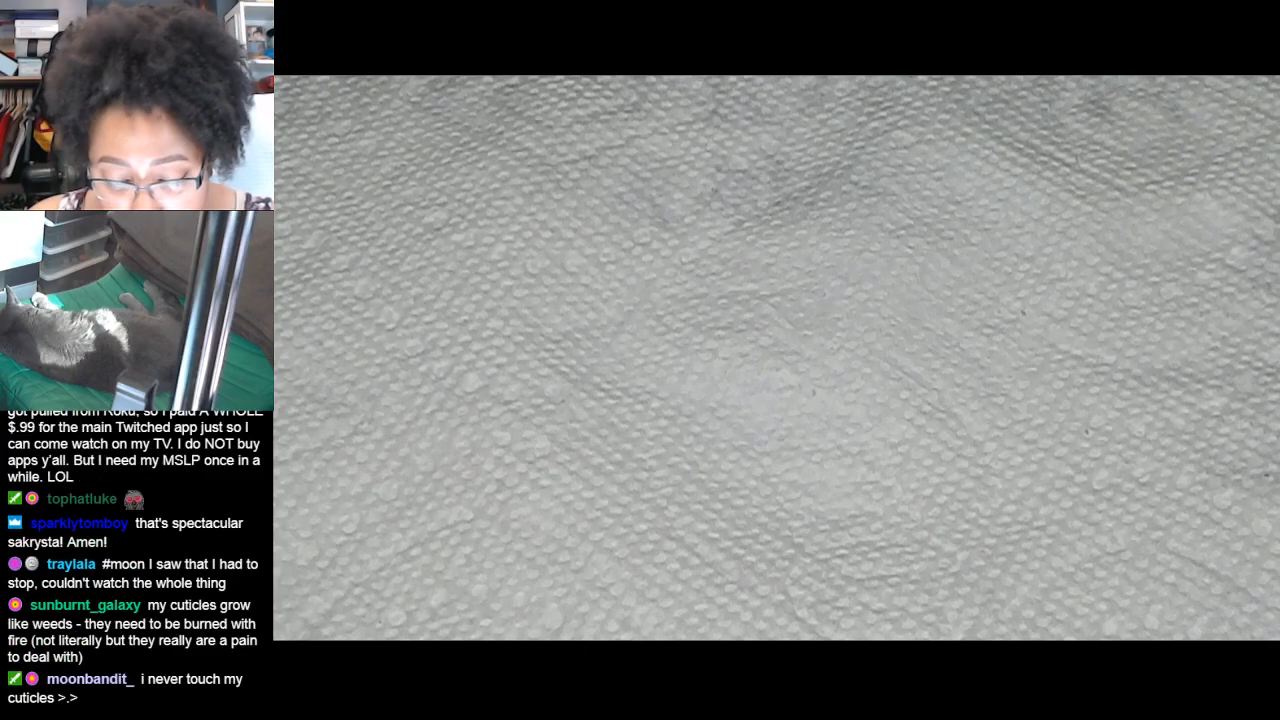 got pulled from Roku, so I paid A WHOLE
$.99 for the main Twitched app just so I
can come watch on my TV. I do NOT buy
apps y'all. But I need my MSLP once in a
while. LOL
tophatluke
sparklytomboy that's spectacular
sakrysta! Amen!
traylala #moon I saw that I had to
stop, couldn't watch the whole thing
sunburnt_galaxy my cuticles grow
like weeds - they need to be burned with
fire (not literally but they really are a pain
to deal with)
moonbandit_ i never touch my
cuticles >.>